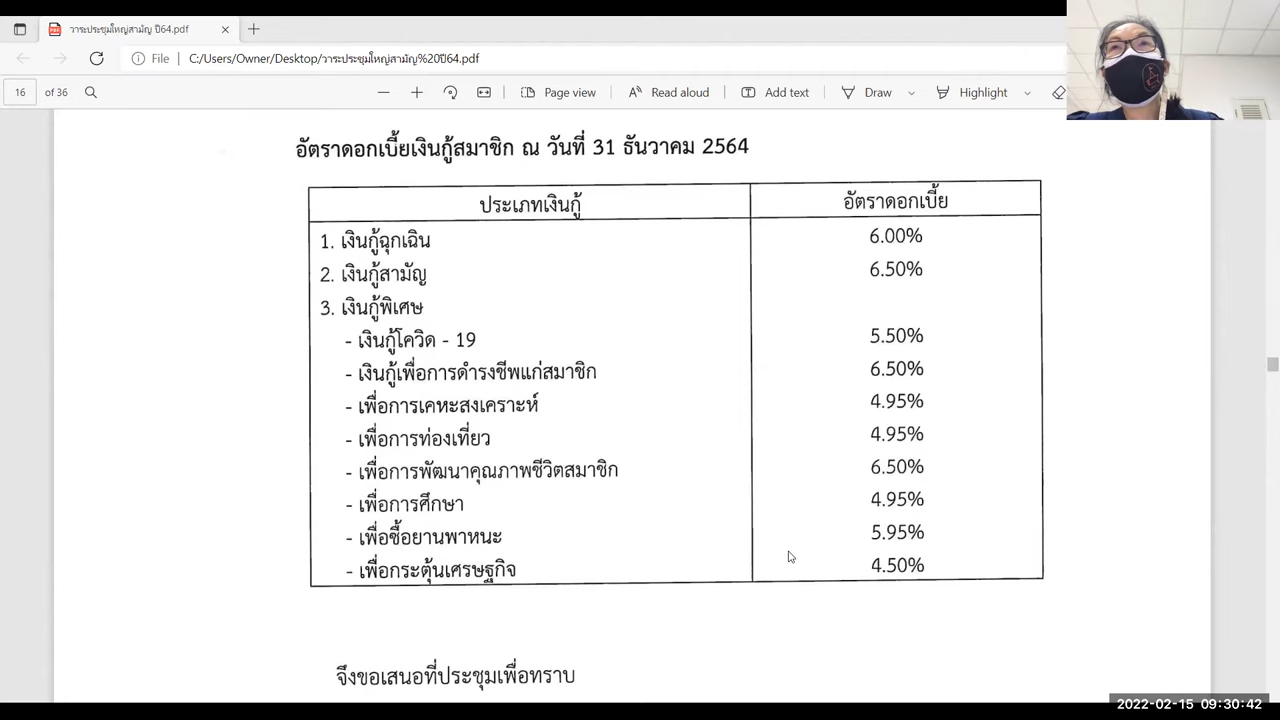 วาระประชุมใหญ่สามัญ ปี64.pdf
File
C:/Users/Owner/Desktop/วาระประชุมใหญ่สามัญ%20ปี64.pdf
16 of 36
Page view
Read aloud
Add text
Draw
Highlight
อัตราดอกเบี้ยเงินกู้สมาชิก ณ วันที่ 31 ธันวาคม 2564
ประเภทเงินกู้ อัตราดอกเบี้ย
1. เงินกู้ฉุกเฉิน 6.00%
2. เงินกู้สามัญ 6.50%
3. เงินกู้พิเศษ
- เงินกู้โควิด - 19 5.50%
- เงินกู้เพื่อการดำรงชีพแก่สมาชิก 6.50%
- เพื่อการเคหะสงเคราะห์ 4.95%
- เพื่อการท่องเที่ยว 4.95%
- เพื่อการพัฒนาคุณภาพชีวิตสมาชิก 6.50%
- เพื่อการศึกษา 4.95%
- เพื่อซื้อยานพาหนะ 5.95%
- เพื่อกระตุ้นเศรษฐกิจ 4.50%
จึงขอเสนอที่ประชุมเพื่อทราบ
2022-02-15 09:30:42